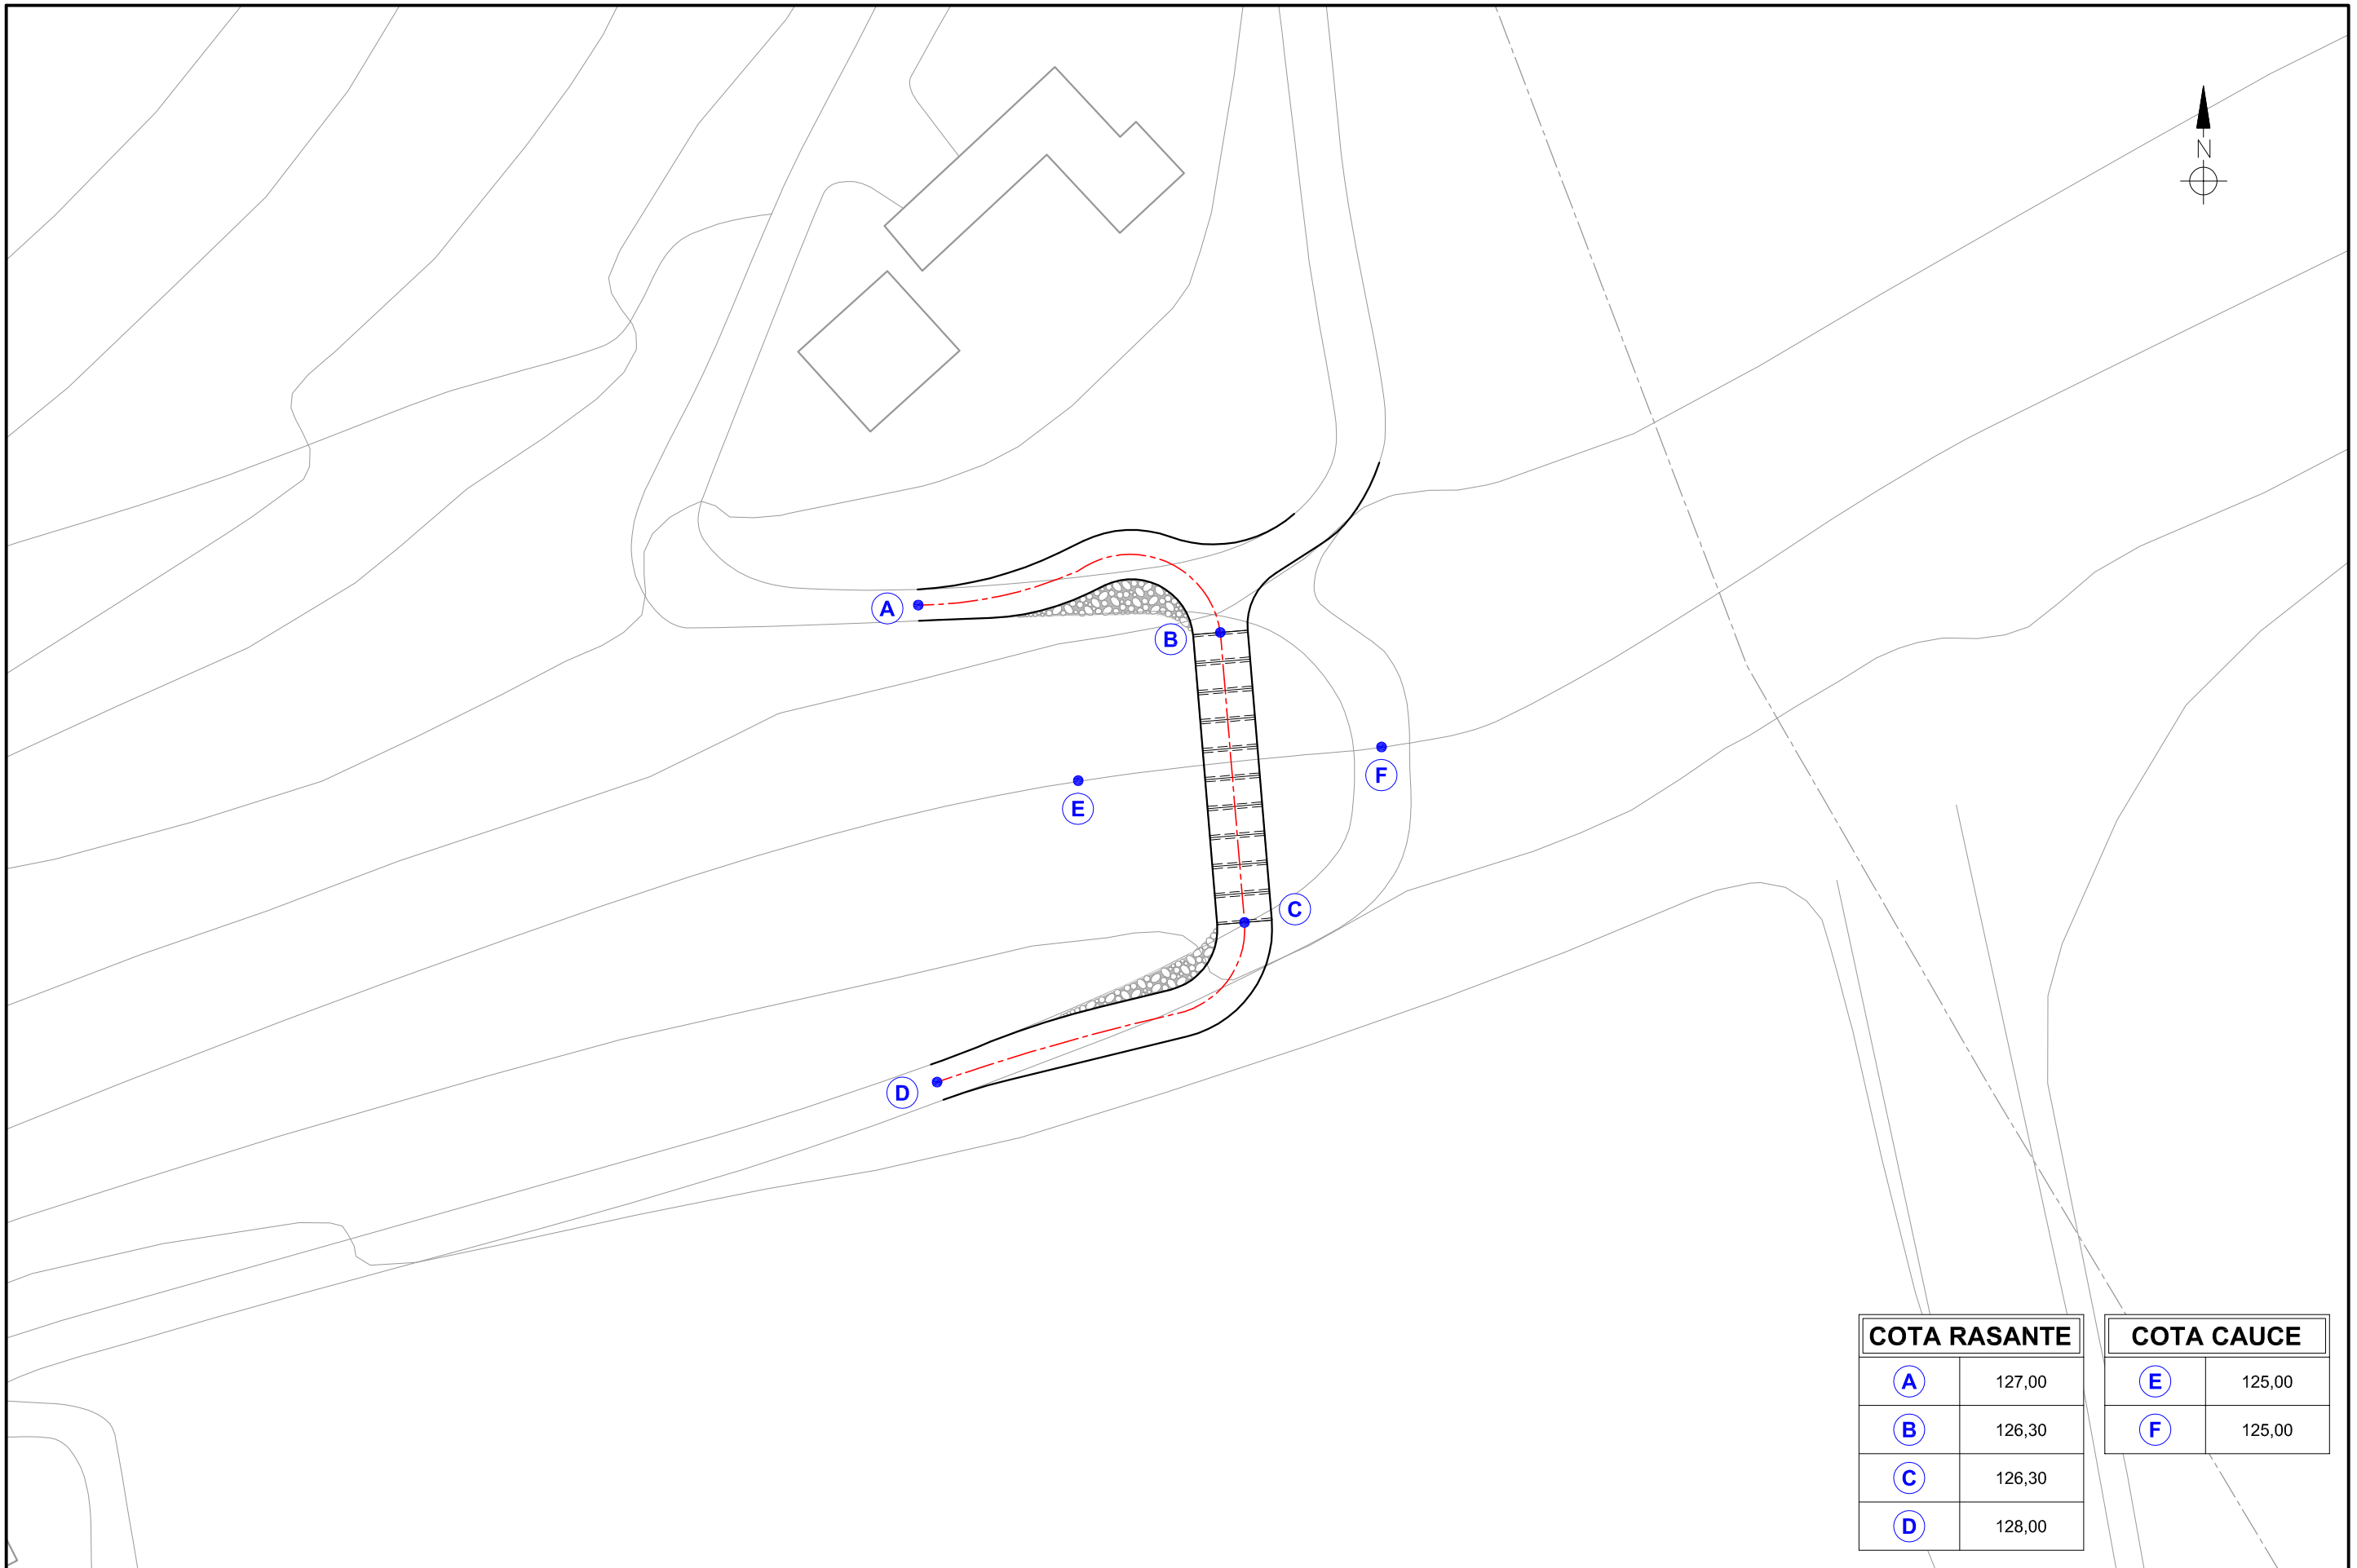 N
A
B
E
F
C
D
COTA RASANTE
A 127,00
B 126,30
C 126,30
D 128,00
COTA CAUCE
E 125,00
F 125,00